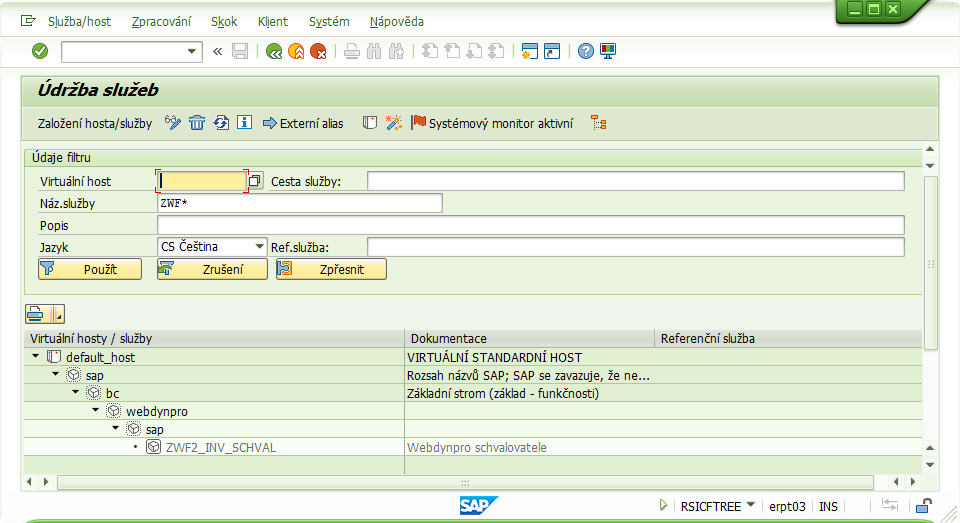 Služba/host Zpracování Skok Klient Systém Nápověda
Údržba služeb
Založení hosta/služby Externí alias Systémový monitor aktivní
Údaje filtru
Virtuální host Cesta služby:
Náz.služby ZWF*
Popis
Jazyk CS Čeština Ref.služba:
Použít Zrušení Zpřesnit
Virtuální hosty / služby Dokumentace Referenční služba
default_host VIRTUÁLNÍ STANDARDNÍ HOST
sap Rozsah názvů SAP; SAP se zavazuje, že ne...
bc Základní strom (základ - funkčnosti)
webdynpro
sap
ZWF2_INV_SCHVAL Webdynpro schvalovatele
SAP RSICFTREE erpt03 INS